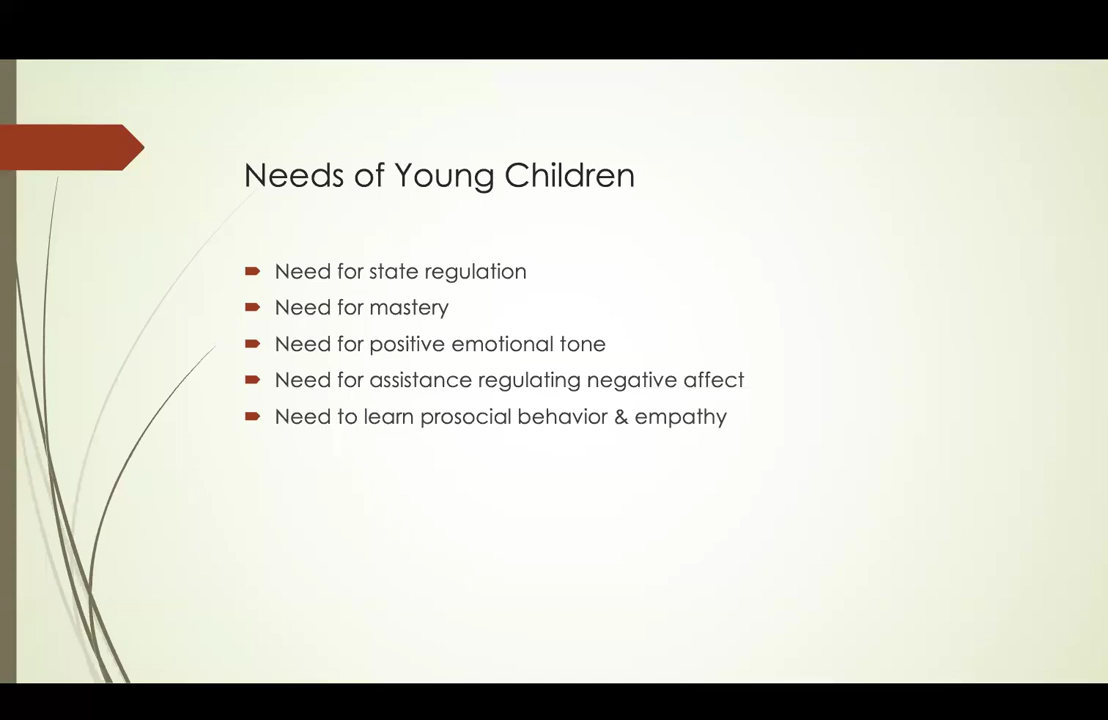 Needs of Young Children
Need for state regulation
Need for mastery
Need for positive emotional tone
Need for assistance regulating negative affect
Need to learn prosocial behavior & empathy